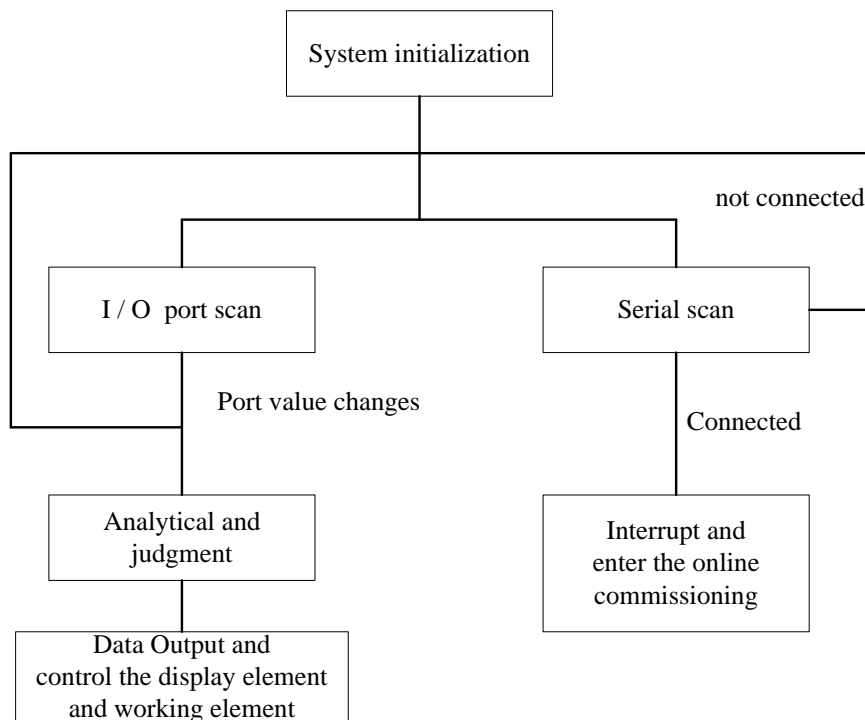 System initialization
not connected
I / O port scan
Serial scan
Port value changes
Connected
Analytical and
judgment
Interrupt and
enter the online
commissioning
Data Output and
control the display element
and working element